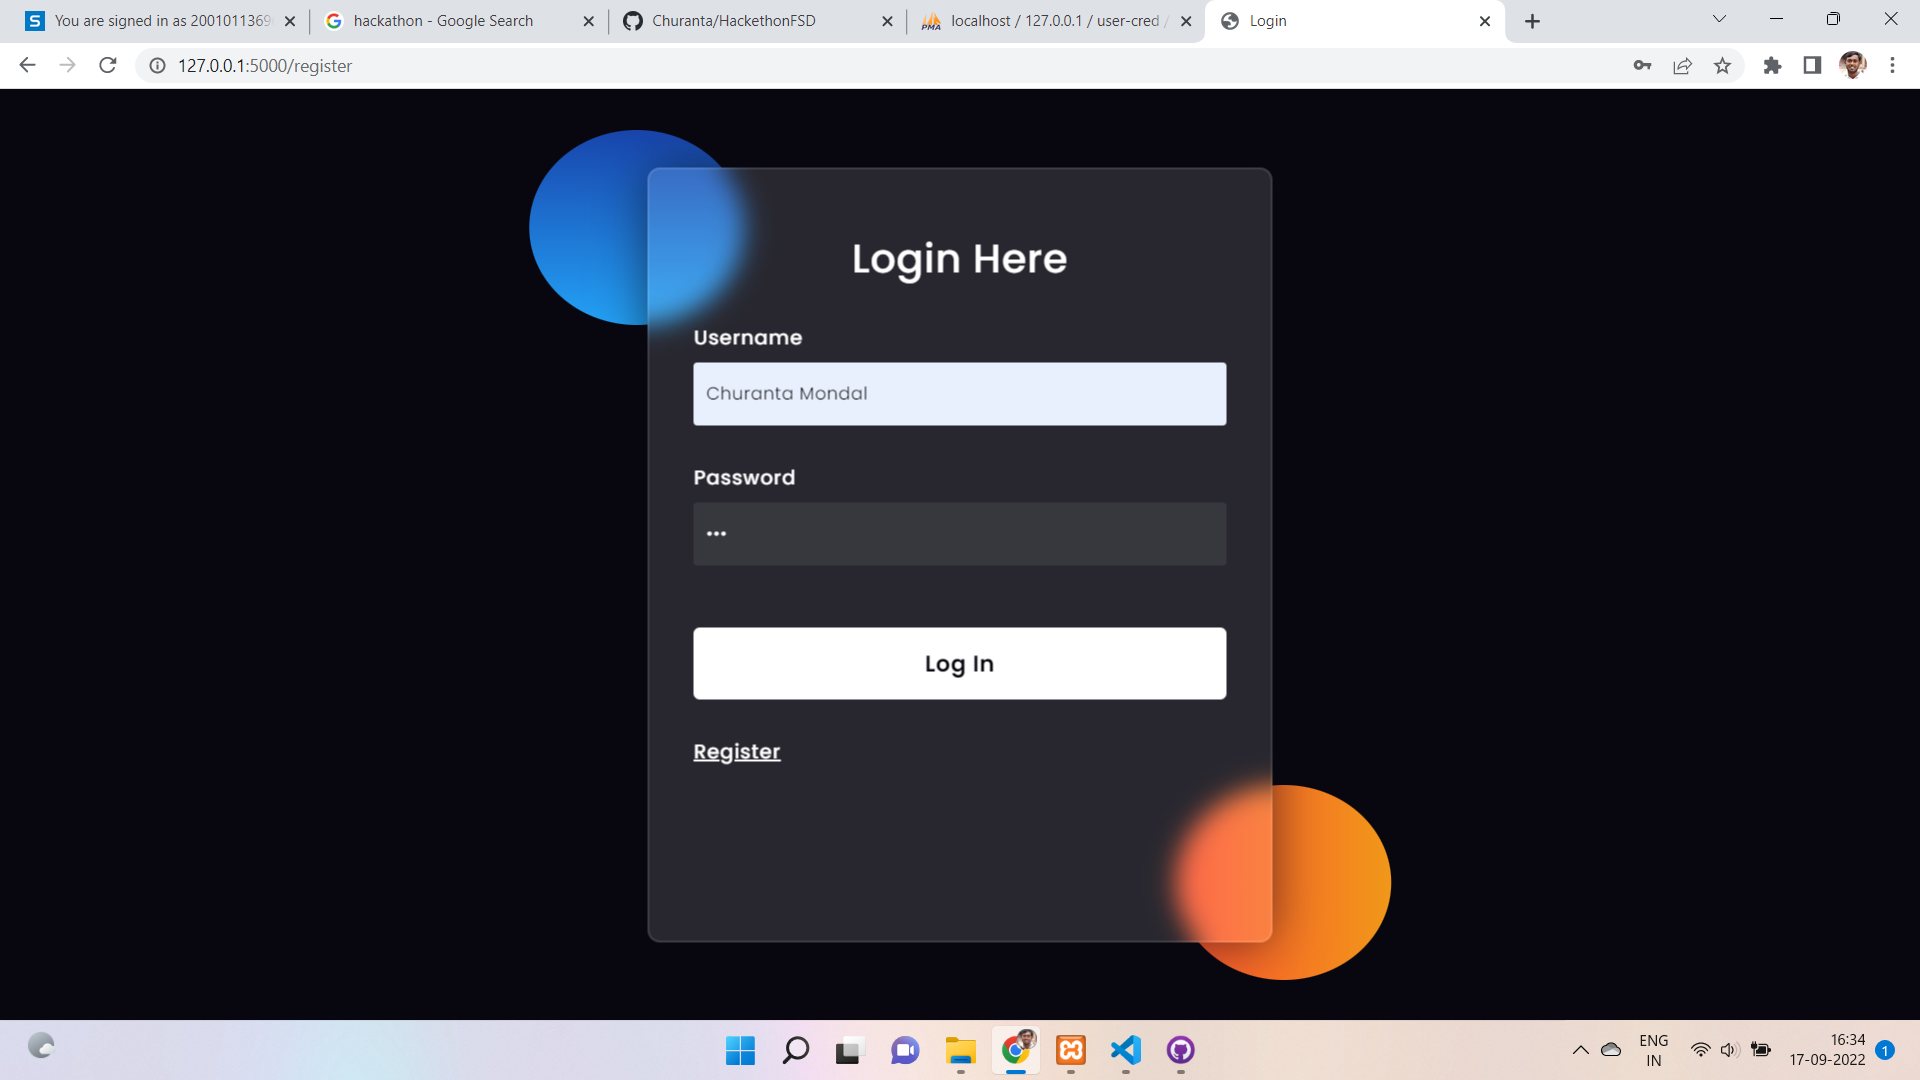 S You are signed in as 2001011369
hackathon - Google Search
Churanta/HackethonFSD
PMA localhost / 127.0.0.1 / user-cred /
Login
127.0.0.1:5000/register
Login Here
Username
Churanta Mondal
Password
•••
Log In
Register
ENG
IN
16:34
17-09-2022
1